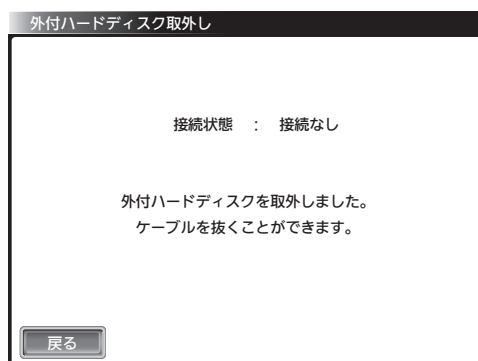 外付ハードディスク取外し
接続状態　：　接続なし
外付ハードディスクを取外しました。
ケーブルを抜くことができます。
戻る